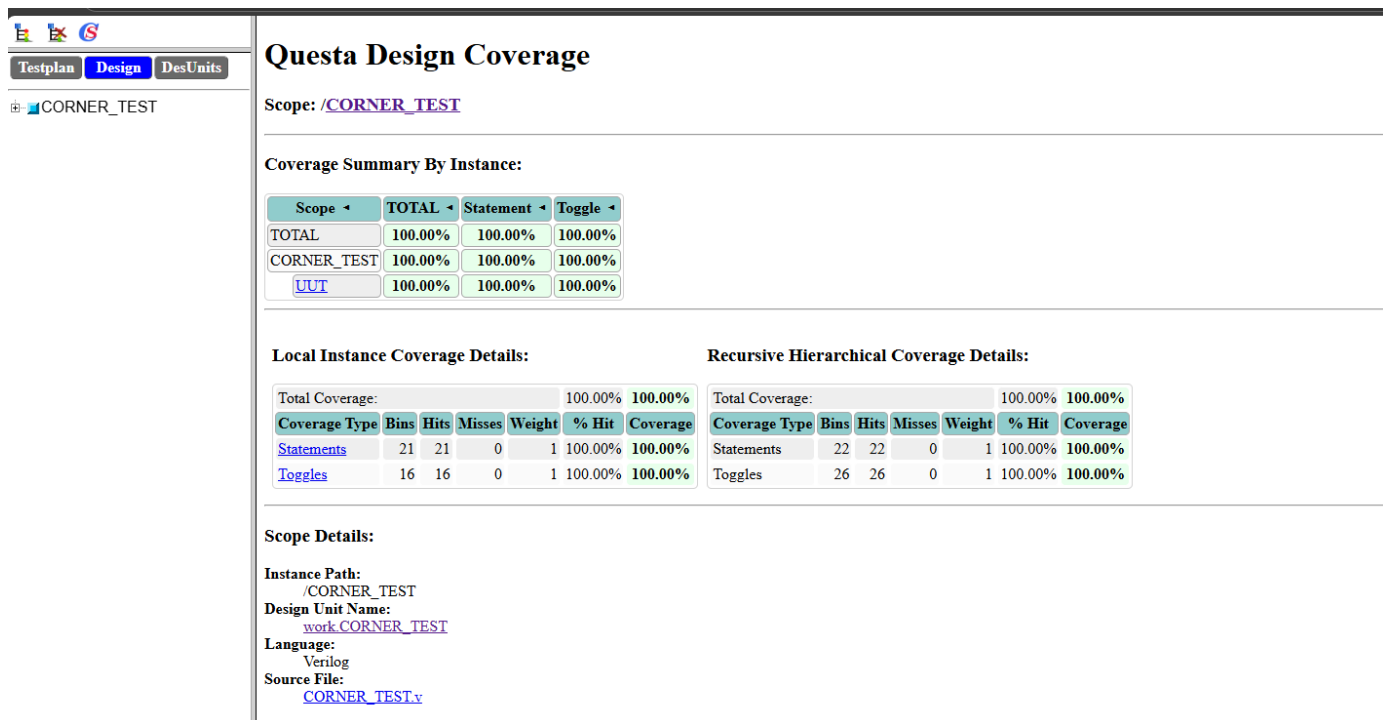 Testplan Design DesUnits
CORNER_TEST
Questa Design Coverage
Scope: /CORNER_TEST
Coverage Summary By Instance:
Scope TOTAL Statement Toggle
TOTAL 100.00% 100.00% 100.00%
CORNER_TEST 100.00% 100.00% 100.00%
UUT 100.00% 100.00% 100.00%
Local Instance Coverage Details:
Total Coverage: 100.00% 100.00%
Coverage Type Bins Hits Misses Weight % Hit Coverage
Statements 21 21 0 1 100.00% 100.00%
Toggles 16 16 0 1 100.00% 100.00%
Recursive Hierarchical Coverage Details:
Total Coverage: 100.00% 100.00%
Coverage Type Bins Hits Misses Weight % Hit Coverage
Statements 22 22 0 1 100.00% 100.00%
Toggles 26 26 0 1 100.00% 100.00%
Scope Details:
Instance Path:
/CORNER_TEST
Design Unit Name:
work.CORNER_TEST
Language:
Verilog
Source File:
CORNER_TEST.v